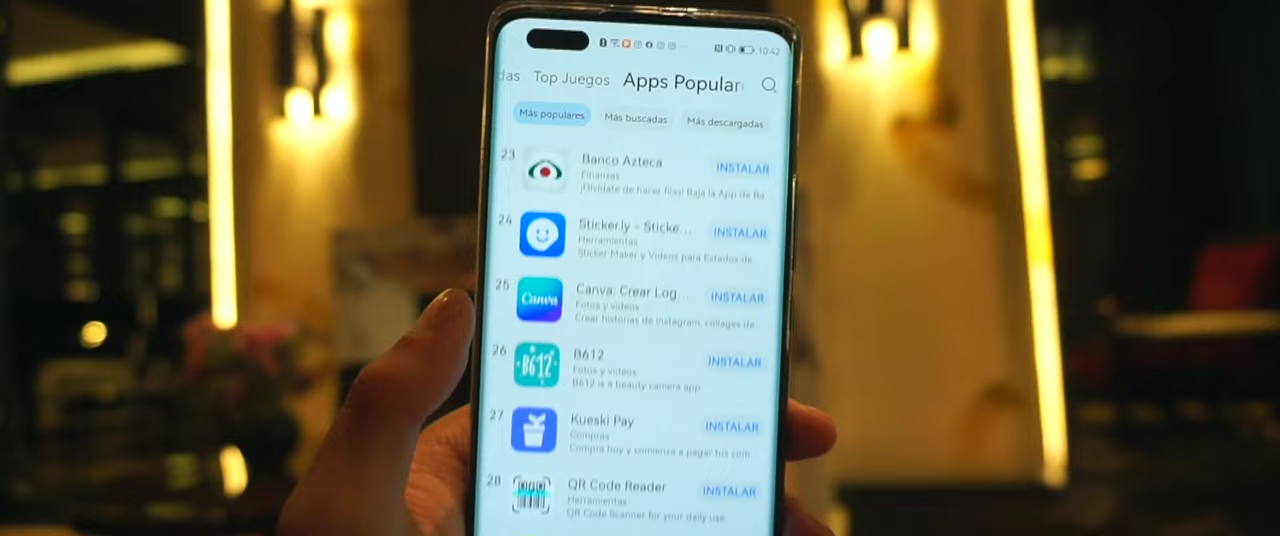 10:42
das Top Juegos Apps Popular
Más populares Más buscadas Más descargadas
23 Banco Azteca INSTALAR
Finanzas
¡Olvídate de hacer filas! Baja la App de Ba
24 Sticker.ly - Sticke... INSTALAR
Herramientas
Sticker Maker y Videos para Estados de
25 Canva Canva: Crear Log... INSTALAR
Fotos y videos
Crear historias de Instagram, collages de
26 B612 B612 INSTALAR
Fotos y videos
B612 is a beauty camera app
27 Kueski Pay INSTALAR
Compras
Compra hoy y comienza a pagar tus com
28 QR Code Reader INSTALAR
Herramientas
QR Code Scanner for your daily use